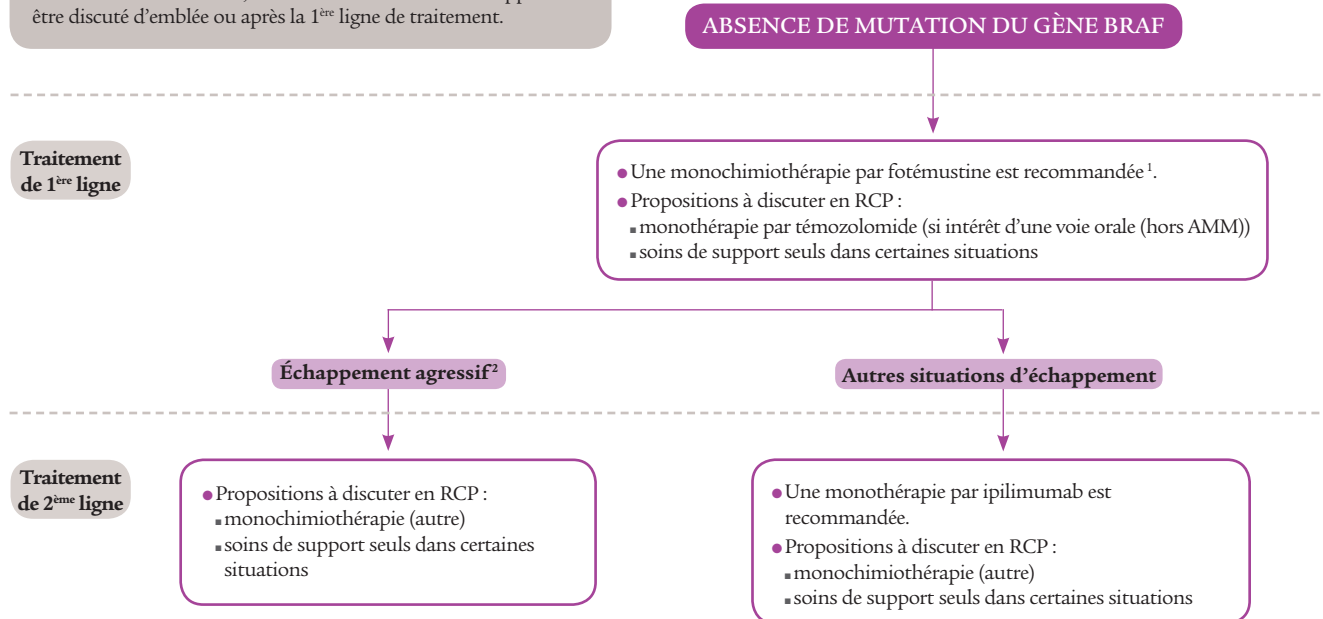 être discuté d'emblée ou après la 1ère ligne de traitement.
ABSENCE DE MUTATION DU GÈNE BRAF
Traitement
de 1ère ligne
● Une monochimiothérapie par fotémustine est recommandée 1.
● Propositions à discuter en RCP :
▪ monothérapie par témozolomide (si intérêt d'une voie orale (hors AMM))
▪ soins de support seuls dans certaines situations
Échappement agressif 2
Autres situations d'échappement
Traitement
de 2ème ligne
● Propositions à discuter en RCP :
▪ monochimiothérapie (autre)
▪ soins de support seuls dans certaines
situations
● Une monothérapie par ipilimumab est
recommandée.
● Propositions à discuter en RCP :
▪ monochimiothérapie (autre)
▪ soins de support seuls dans certaines situations